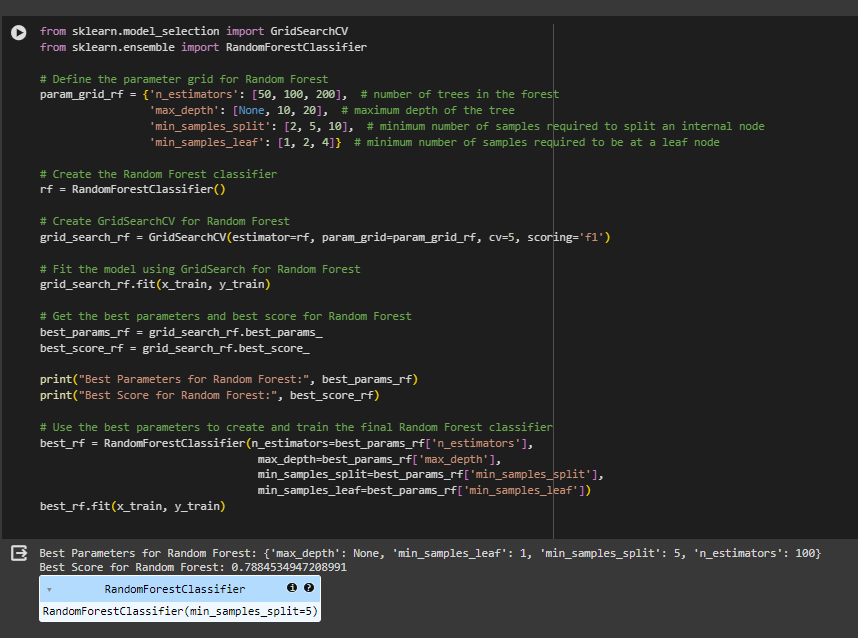 from sklearn.model_selection import GridSearchCV
from sklearn.ensemble import RandomForestClassifier
# Define the parameter grid for Random Forest
param_grid_rf = {'n_estimators': [50, 100, 200],  # number of trees in the forest
                 'max_depth': [None, 10, 20],  # maximum depth of the tree
                 'min_samples_split': [2, 5, 10],  # minimum number of samples required to split an internal node
                 'min_samples_leaf': [1, 2, 4]}  # minimum number of samples required to be at a leaf node
# Create the Random Forest classifier
rf = RandomForestClassifier()
# Create GridSearchCV for Random Forest
grid_search_rf = GridSearchCV(estimator=rf, param_grid=param_grid_rf, cv=5, scoring='f1')
# Fit the model using GridSearch for Random Forest
grid_search_rf.fit(x_train, y_train)
# Get the best parameters and best score for Random Forest
best_params_rf = grid_search_rf.best_params_
best_score_rf = grid_search_rf.best_score_
print("Best Parameters for Random Forest:", best_params_rf)
print("Best Score for Random Forest:", best_score_rf)
# Use the best parameters to create and train the final Random Forest classifier
best_rf = RandomForestClassifier(n_estimators=best_params_rf['n_estimators'],
                                 max_depth=best_params_rf['max_depth'],
                                 min_samples_split=best_params_rf['min_samples_split'],
                                 min_samples_leaf=best_params_rf['min_samples_leaf'])
best_rf.fit(x_train, y_train)
Best Parameters for Random Forest: {'max_depth': None, 'min_samples_leaf': 1, 'min_samples_split': 5, 'n_estimators': 100}
Best Score for Random Forest: 0.7884534947208991
RandomForestClassifier i ?
RandomForestClassifier(min_samples_split=5)